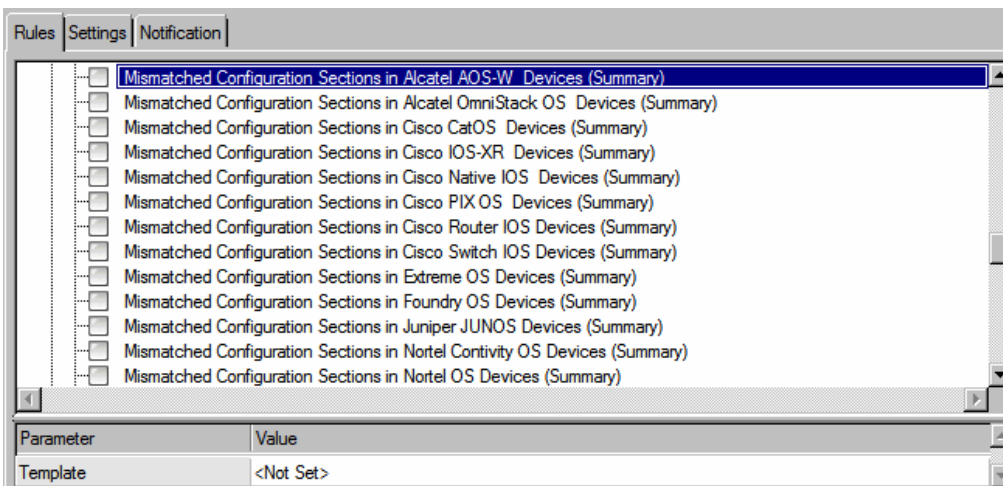 Rules Settings Notification
Mismatched Configuration Sections in Alcatel AOS-W  Devices (Summary)
Mismatched Configuration Sections in Alcatel OmniStack OS  Devices (Summary)
Mismatched Configuration Sections in Cisco CatOS  Devices (Summary)
Mismatched Configuration Sections in Cisco IOS-XR  Devices (Summary)
Mismatched Configuration Sections in Cisco Native IOS  Devices (Summary)
Mismatched Configuration Sections in Cisco PIX OS  Devices (Summary)
Mismatched Configuration Sections in Cisco Router IOS Devices (Summary)
Mismatched Configuration Sections in Cisco Switch IOS Devices (Summary)
Mismatched Configuration Sections in Extreme OS Devices (Summary)
Mismatched Configuration Sections in Foundry OS Devices (Summary)
Mismatched Configuration Sections in Juniper JUNOS Devices (Summary)
Mismatched Configuration Sections in Nortel Contivity OS Devices (Summary)
Mismatched Configuration Sections in Nortel OS Devices (Summary)
Parameter Value
Template <Not Set>